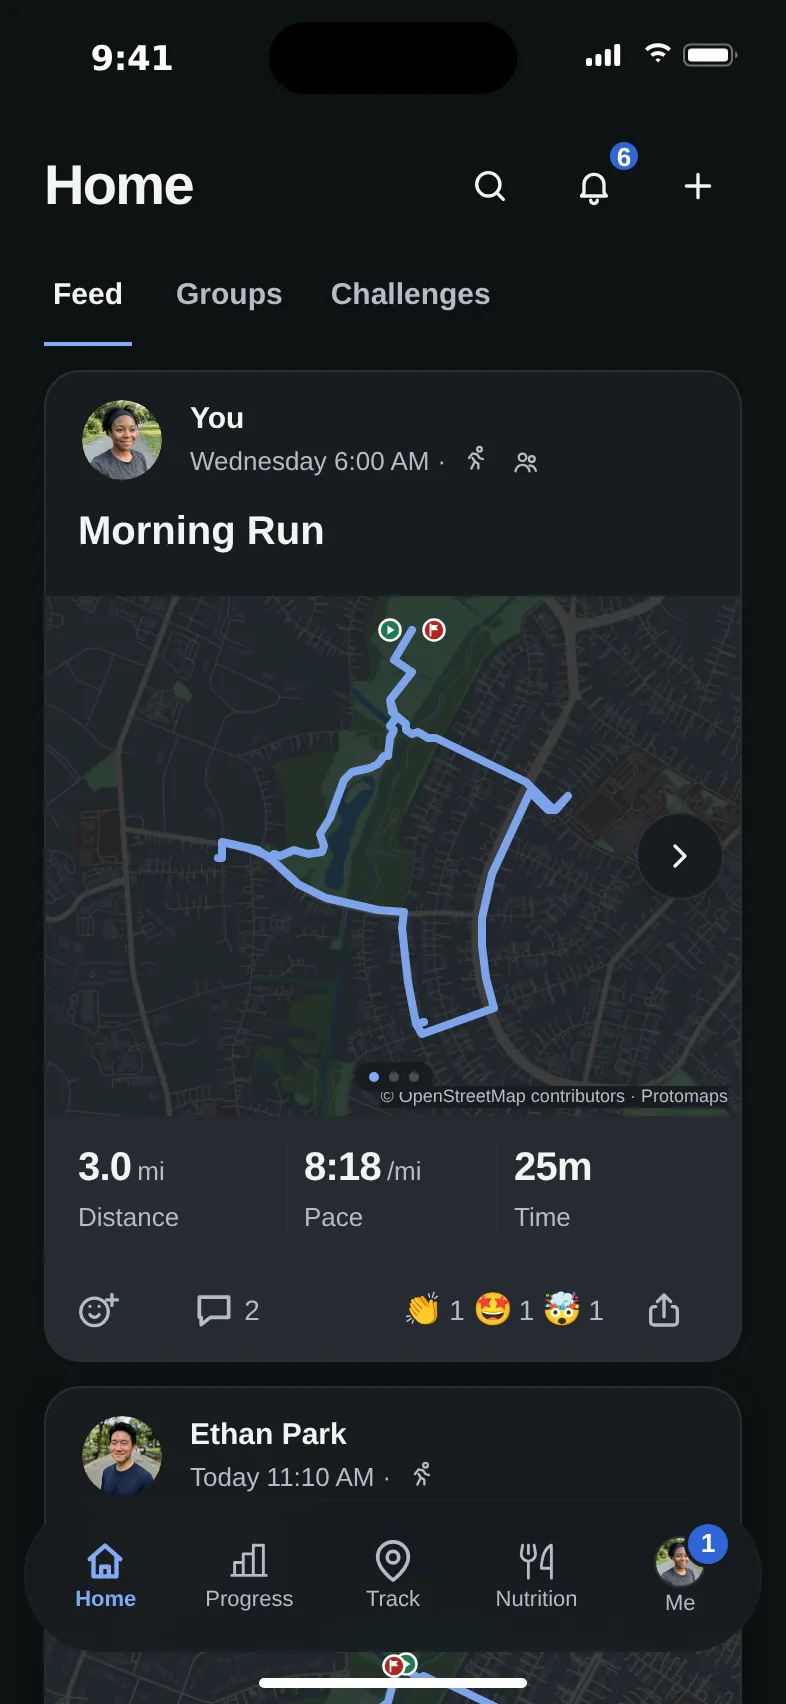 9:41
Home
6
Feed Groups Challenges
You
Wednesday 6:00 AM ·
Morning Run
© OpenStreetMap contributors · Protomaps
3.0 mi 8:18 /mi 25m
Distance Pace Time
2 1 1 1
Ethan Park
Today 11:10 AM ·
1
Home Progress Track Nutrition Me